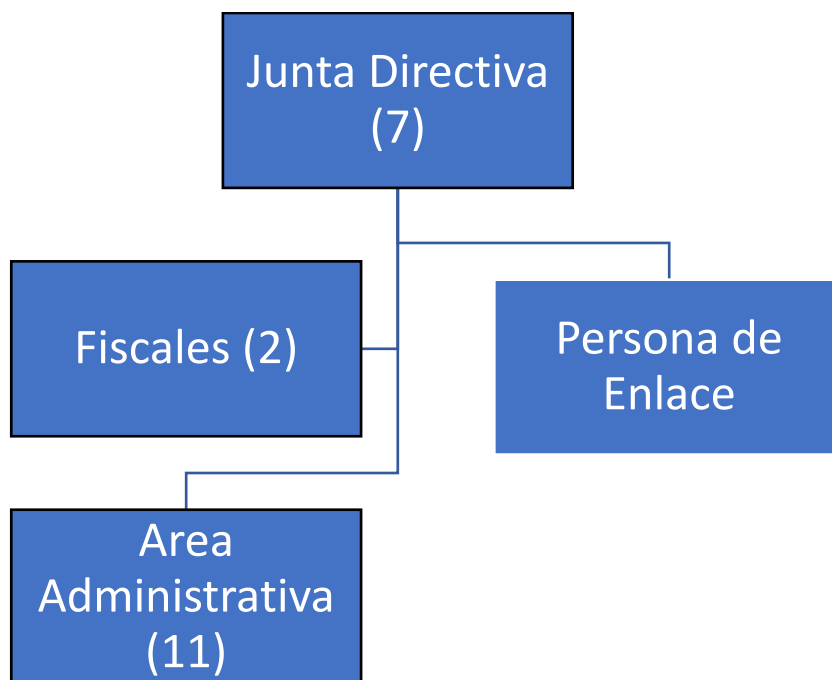 Junta Directiva
(7)
Fiscales (2)
Persona de
Enlace
Area
Administrativa
(11)